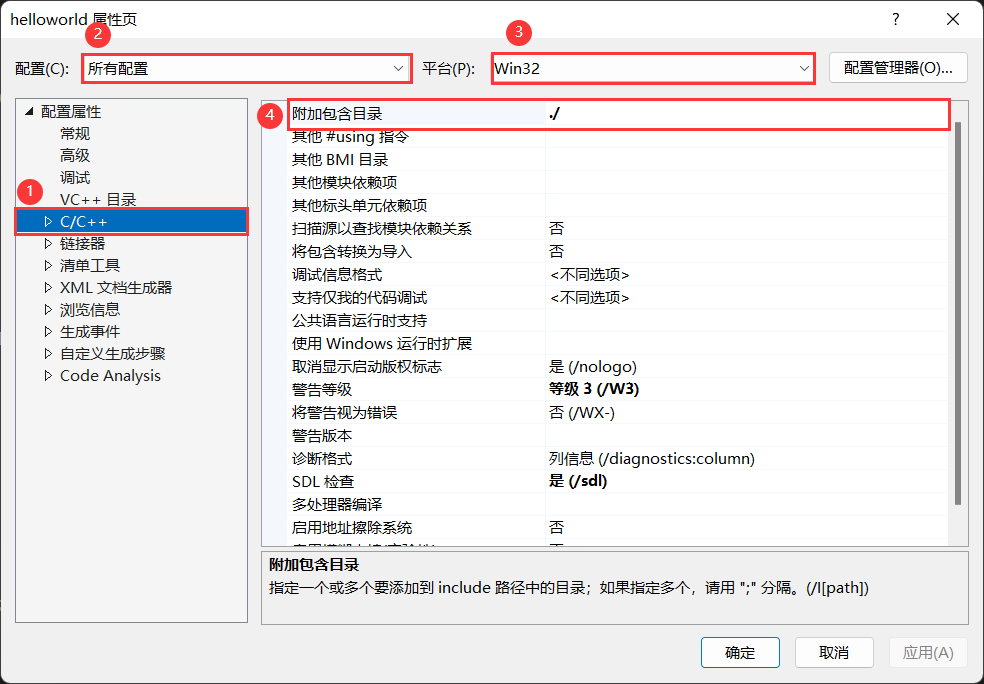 helloworld 属性页
?
2
3
配置(C):
所有配置
平台(P):
Win32
配置管理器(O)...
配置属性
常规
高级
调试
VC++ 目录
1
C/C++
链接器
清单工具
XML 文档生成器
浏览信息
生成事件
自定义生成步骤
Code Analysis
4
附加包含目录 ./
其他 #using 指令
其他 BMI 目录
其他模块依赖项
其他标头单元依赖项
扫描源以查找模块依赖关系 否
将包含转换为导入 否
调试信息格式 <不同选项>
支持仅我的代码调试 <不同选项>
公共语言运行时支持
使用 Windows 运行时扩展
取消显示启动版权标志 是 (/nologo)
警告等级 等级 3 (/W3)
将警告视为错误 否 (/WX-)
警告版本
诊断格式 列信息 (/diagnostics:column)
SDL 检查 是 (/sdl)
多处理器编译
启用地址擦除系统 否
附加包含目录
指定一个或多个要添加到 include 路径中的目录；如果指定多个，请用 ";" 分隔。(/I[path])
确定
取消
应用(A)